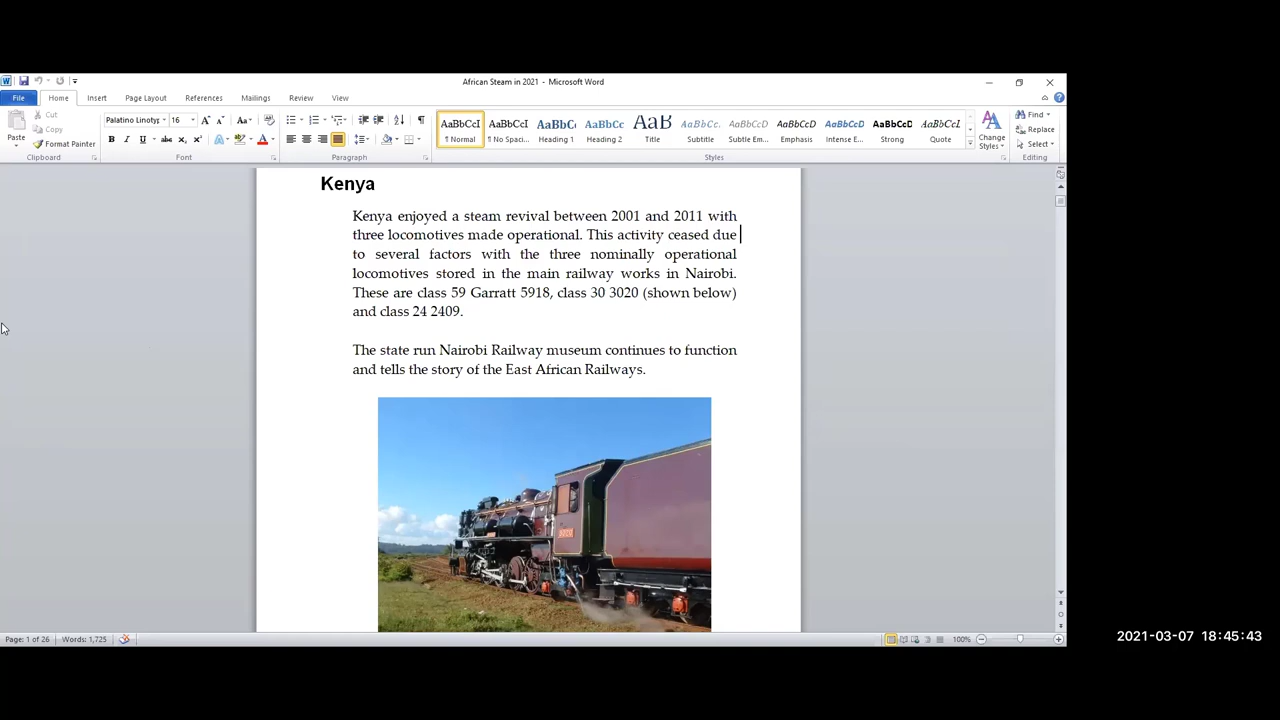 African Steam in 2021 - Microsoft Word
File Home Insert Page Layout References Mailings Review View
Paste
Cut
Copy
Format Painter
Clipboard
Palatino Linotyp 16
Font
Paragraph
AaBbCcI AaBbCcI AaBbCc AaBbCc AaB AaBbCc. AaBbCcD AaBbCcD AaBbCcD AaBbCcD AaBbCcI
¶ Normal ¶ No Spaci... Heading 1 Heading 2 Title Subtitle Subtle Em... Emphasis Intense E... Strong Quote
Change Styles
Styles
Find
Replace
Select
Editing
Kenya
Kenya enjoyed a steam revival between 2001 and 2011 with
three locomotives made operational. This activity ceased due
to several factors with the three nominally operational
locomotives stored in the main railway works in Nairobi.
These are class 59 Garratt 5918, class 30 3020 (shown below)
and class 24 2409.
The state run Nairobi Railway museum continues to function
and tells the story of the East African Railways.
Page: 1 of 26 Words: 1,725
100%
2021-03-07 18:45:43